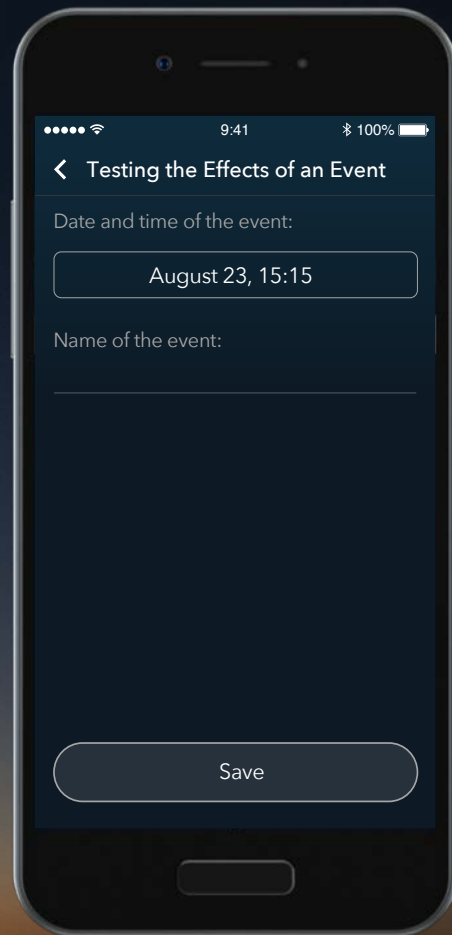 9:41
100%
Testing the Effects of an Event
Date and time of the event:
August 23, 15:15
Name of the event:
Save